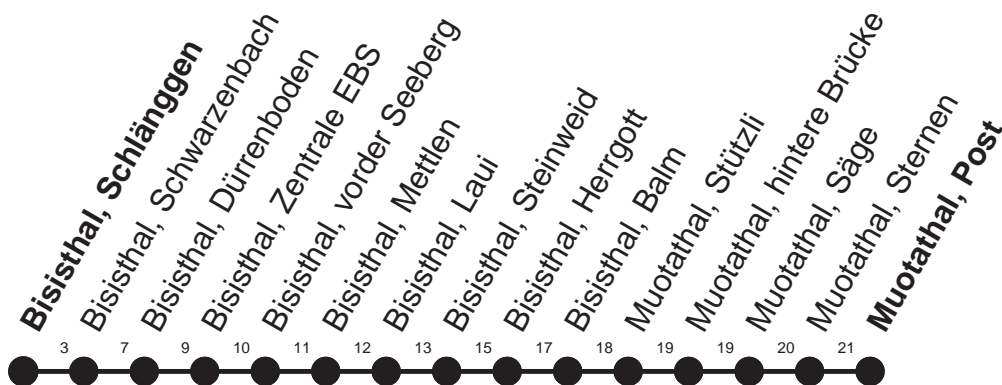 Bisisthal, Schlänggen
Bisisthal, Schwarzenbach
Bisisthal, Dürrenboden
Bisisthal, Zentrale EBS
Bisisthal, vorder Seeberg
Bisisthal, Mettlen
Bisisthal, Laui
Bisisthal, Steinweid
Bisisthal, Herrgott
Bisisthal, Balm
Muotathal, Stützli
Muotathal, hintere Brücke
Muotathal, Säge
Muotathal, Sternen
Muotathal, Post
3 7 9 10 11 12 13 15 17 18 19 19 20 21